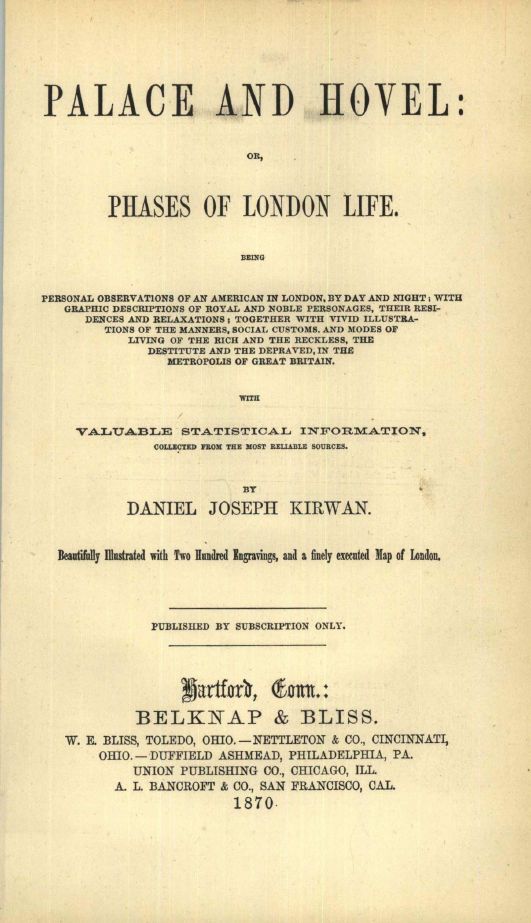 PALACE AND HOVEL:
OR,
PHASES OF LONDON LIFE.
BEING
PERSONAL OBSERVATIONS OF AN AMERICAN IN LONDON, BY DAY AND NIGHT; WITH
GRAPHIC DESCRIPTIONS OF ROYAL AND NOBLE PERSONAGES, THEIR RESI-
DENCES AND RELAXATIONS; TOGETHER WITH VIVID ILLUSTRA-
TIONS OF THE MANNERS, SOCIAL CUSTOMS. AND MODES OF
LIVING OF THE RICH AND THE RECKLESS, THE
DESTITUTE AND THE DEPRAVED, IN THE
METROPOLIS OF GREAT BRITAIN.
WITH
VALUABLE STATISTICAL INFORMATION,
COLLECTED FROM THE MOST RELIABLE SOURCES.
BY
DANIEL JOSEPH KIRWAN.
Beautifully Illustrated with Two Hundred Engravings, and a finely executed Map of London.
PUBLISHED BY SUBSCRIPTION ONLY.
Hartford, Conn.:
BELKNAP & BLISS.
W. E. BLISS, TOLEDO, OHIO.—NETTLETON & CO., CINCINNATI,
OHIO.—DUFFIELD ASHMEAD, PHILADELPHIA, PA.
UNION PUBLISHING CO., CHICAGO, ILL.
A. L. BANCROFT & CO., SAN FRANCISCO, CAL.
1870.